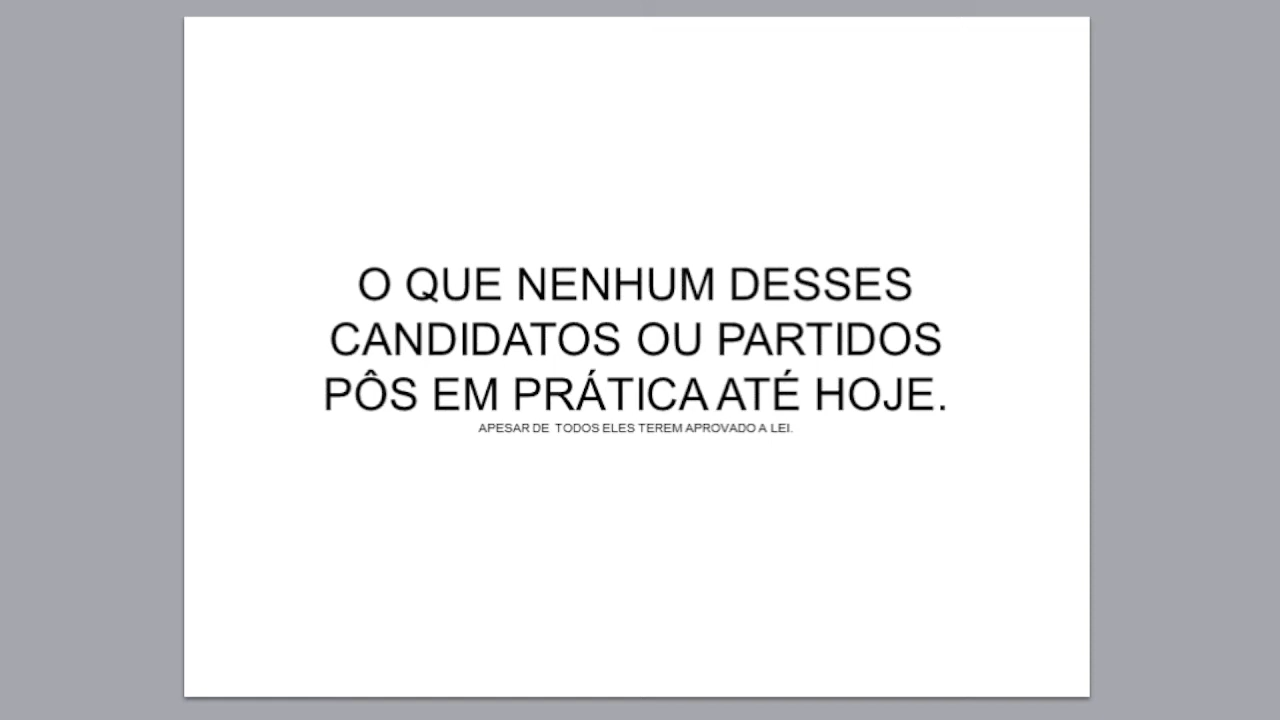 O QUE NENHUM DESSES
CANDIDATOS OU PARTIDOS
PÔS EM PRÁTICA ATÉ HOJE.
APESAR DE TODOS ELES TEREM APROVADO A LEI.